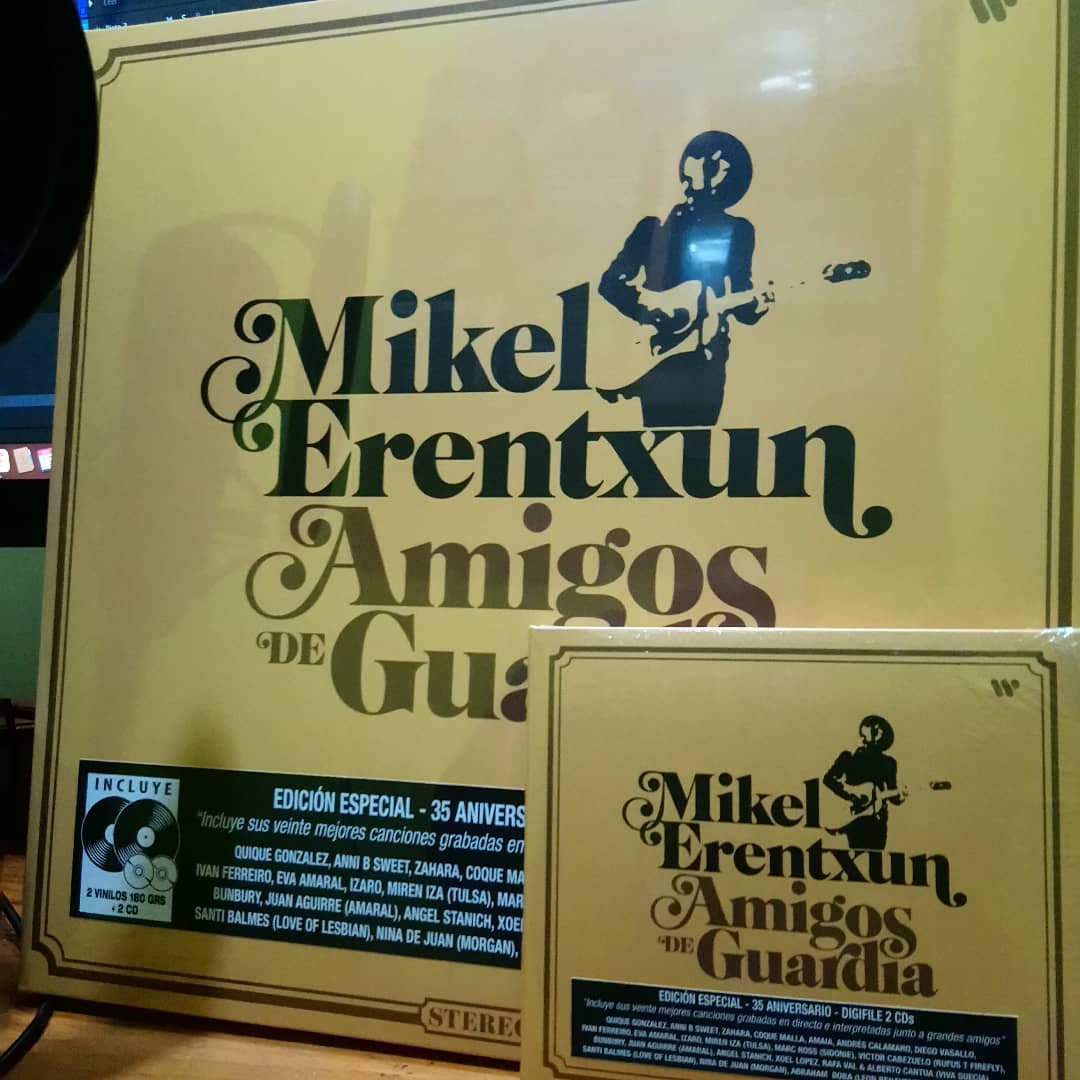 Mikel
Erentxun
Amigos
DE Gua
INCLUYE
2 VINILOS 180 GRS
+ 2 CD
EDICIÓN ESPECIAL - 35 ANIVERS
"Incluye sus veinte mejores canciones grabadas en
QUIQUE GONZALEZ, ANNI B SWEET, ZAHARA, COQUE MA
IVAN FERREIRO, EVA AMARAL, IZARO, MIREN IZA (TULSA), MAR
BUNBURY, JUAN AGUIRRE (AMARAL), ANGEL STANICH, XOE
SANTI BALMES (LOVE OF LESBIAN), NINA DE JUAN (MORGAN),
STEREO
Mikel
Erentxun
Amigos
DE Guardia
EDICIÓN ESPECIAL - 35 ANIVERSARIO - DIGIFILE 2 CDs
"Incluye sus veinte mejores canciones grabadas en directo e interpretadas junto a grandes amigos"
QUIQUE GONZALEZ, ANNI B SWEET, ZAHARA, COQUE MALLA, AMAIA, ANDRÉS CALAMARO, DIEGO VASALLO,
IVAN FERREIRO, EVA AMARAL, IZARO, MIREN IZA (TULSA), MARC ROSS (SIDONIE), VICTOR CABEZUELO (RUFUS T FIREFLY),
BUNBURY, JUAN AGUIRRE (AMARAL), ANGEL STANICH, XOEL LOPEZ, RAFA VAL & ALBERTO CANTUA (VIVA SUECIA)
SANTI BALMES (LOVE OF LESBIAN), NINA DE JUAN (MORGAN), ABRAHAM BOBA